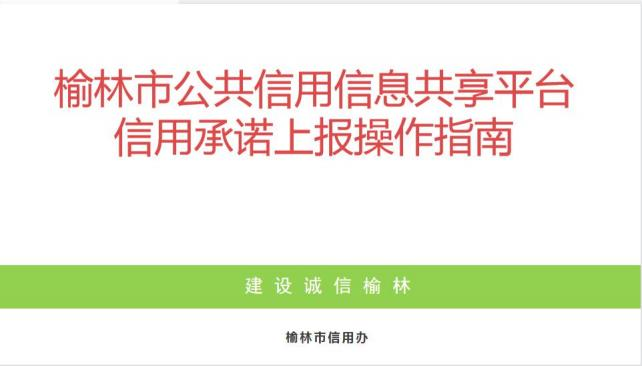 榆林市公共信用信息共享平台
信用承诺上报操作指南
建设诚信榆林
榆林市信用办